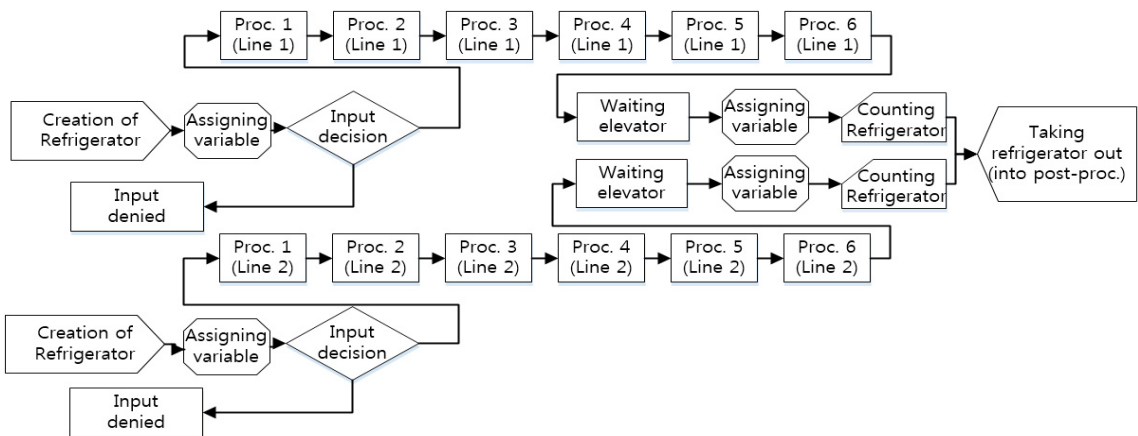 Proc. 1
(Line 1)
Proc. 2
(Line 1)
Proc. 3
(Line 1)
Proc. 4
(Line 1)
Proc. 5
(Line 1)
Proc. 6
(Line 1)
Creation of
Refrigerator
Assigning
variable
Input
decision
Input
denied
Waiting
elevator
Assigning
variable
Counting
Refrigerator
Waiting
elevator
Assigning
variable
Counting
Refrigerator
Taking
refrigerator out
(into post-proc.)
Proc. 1
(Line 2)
Proc. 2
(Line 2)
Proc. 3
(Line 2)
Proc. 4
(Line 2)
Proc. 5
(Line 2)
Proc. 6
(Line 2)
Creation of
Refrigerator
Assigning
variable
Input
decision
Input
denied